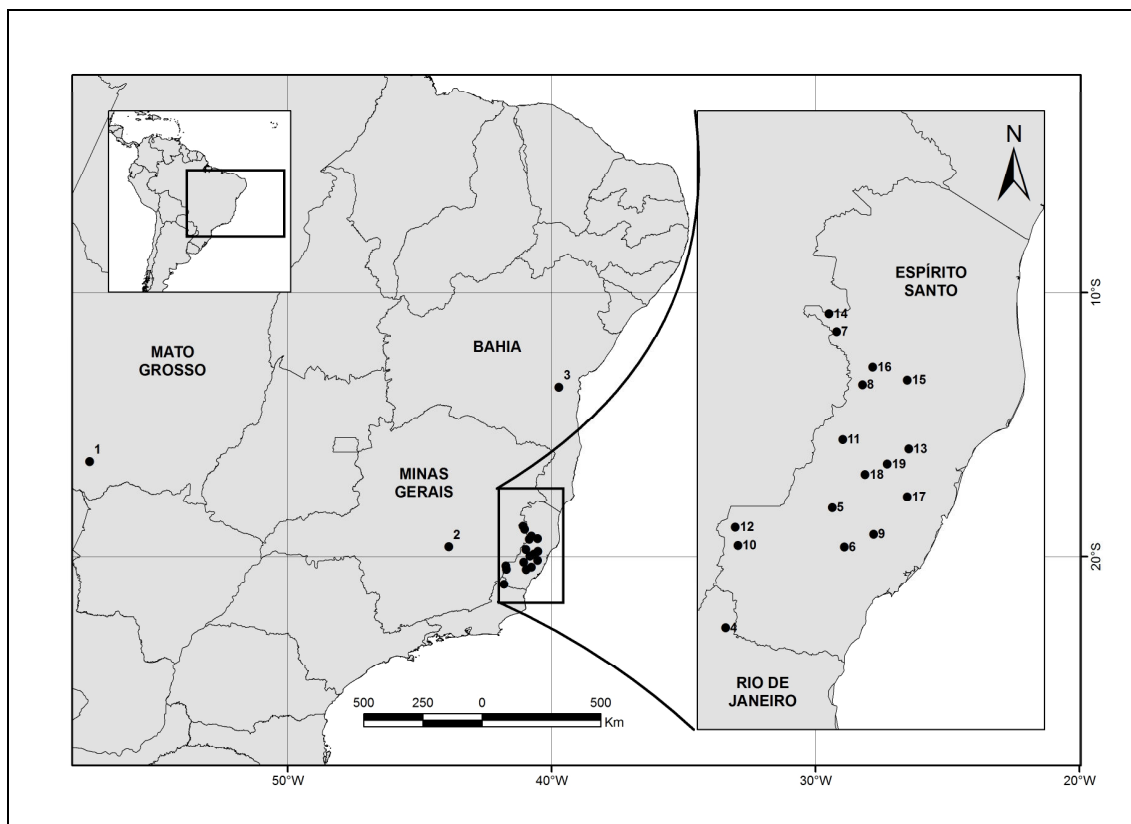 N
ESPÍRITO
SANTO
10°S
14
7
MATO
GROSSO
BAHIA
16
3
15
8
11
13
1
MINAS
GERAIS
19
18
17
5
12
9
2
10
6
20°S
4
RIO DE
JANEIRO
500 250 0 500
Km
50°W 40°W 30°W 20°W